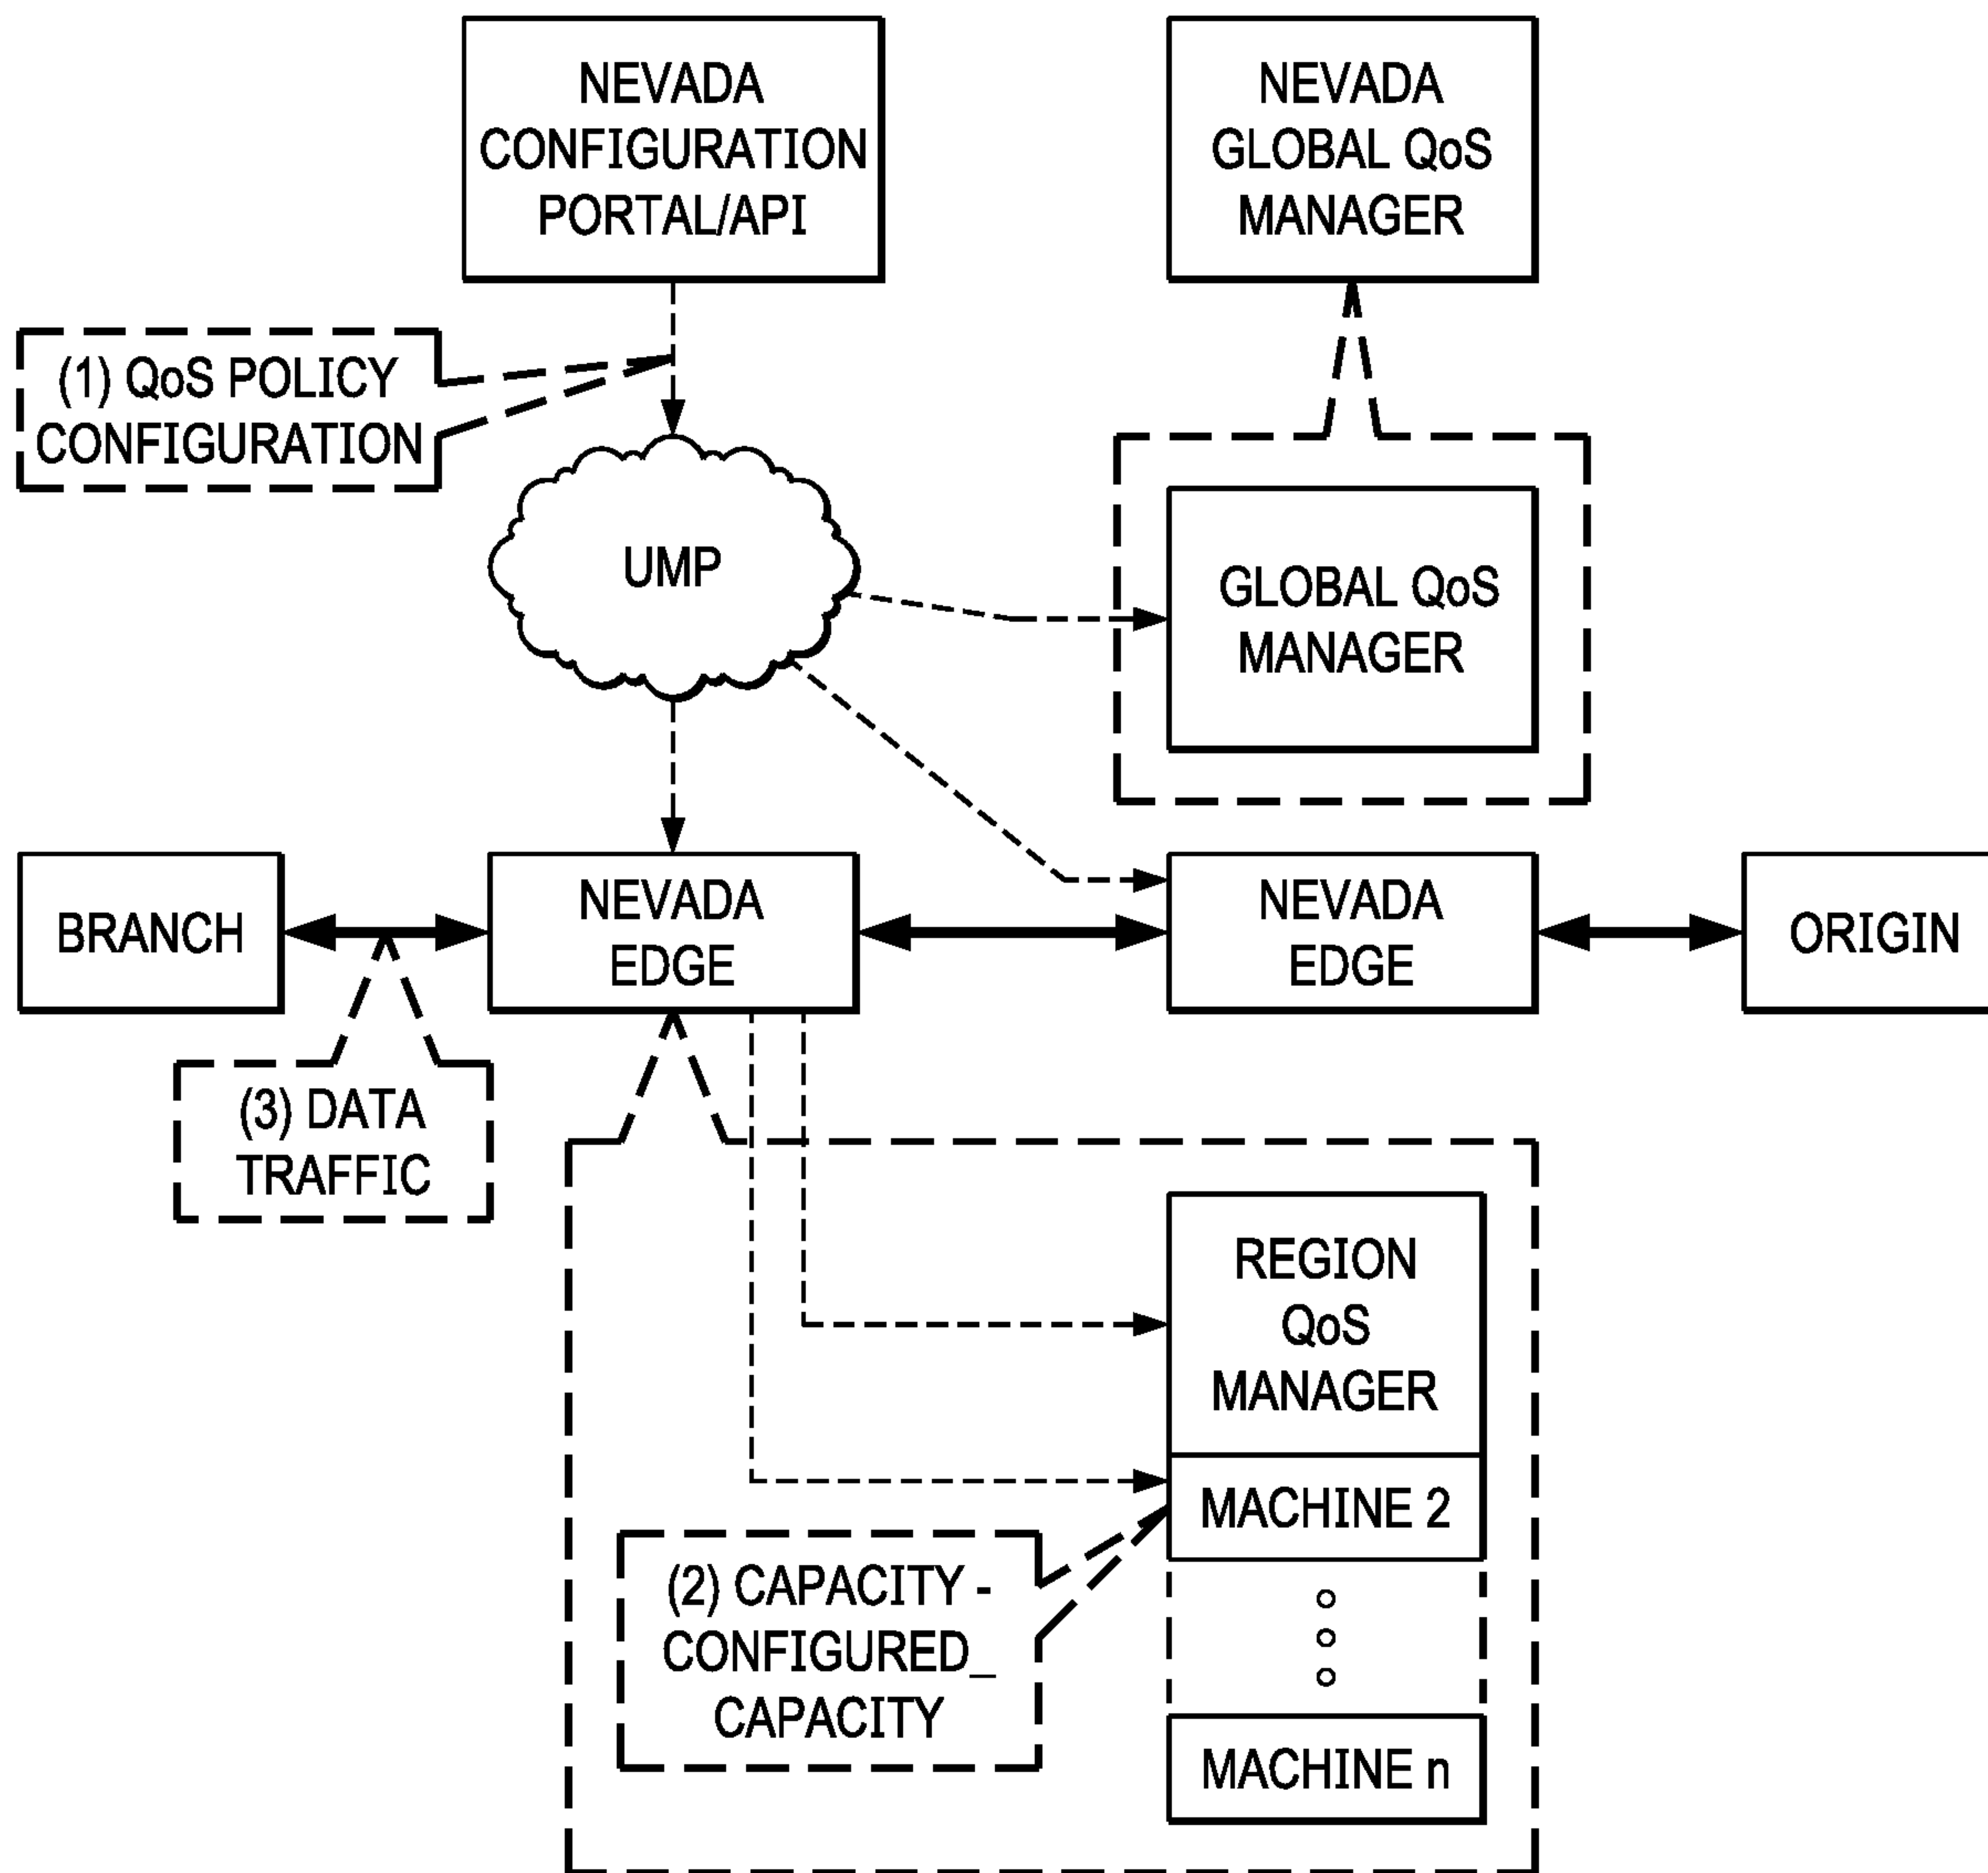 NEVADA
CONFIGURATION
PORTAL/API
NEVADA
GLOBAL QoS
MANAGER
(1) QoS POLICY
CONFIGURATION
UMP
GLOBAL QoS
MANAGER
BRANCH
NEVADA
EDGE
NEVADA
EDGE
ORIGIN
(3) DATA
TRAFFIC
REGION
QoS
MANAGER
MACHINE 2
(2) CAPACITY -
CONFIGURED_
CAPACITY
MACHINE n